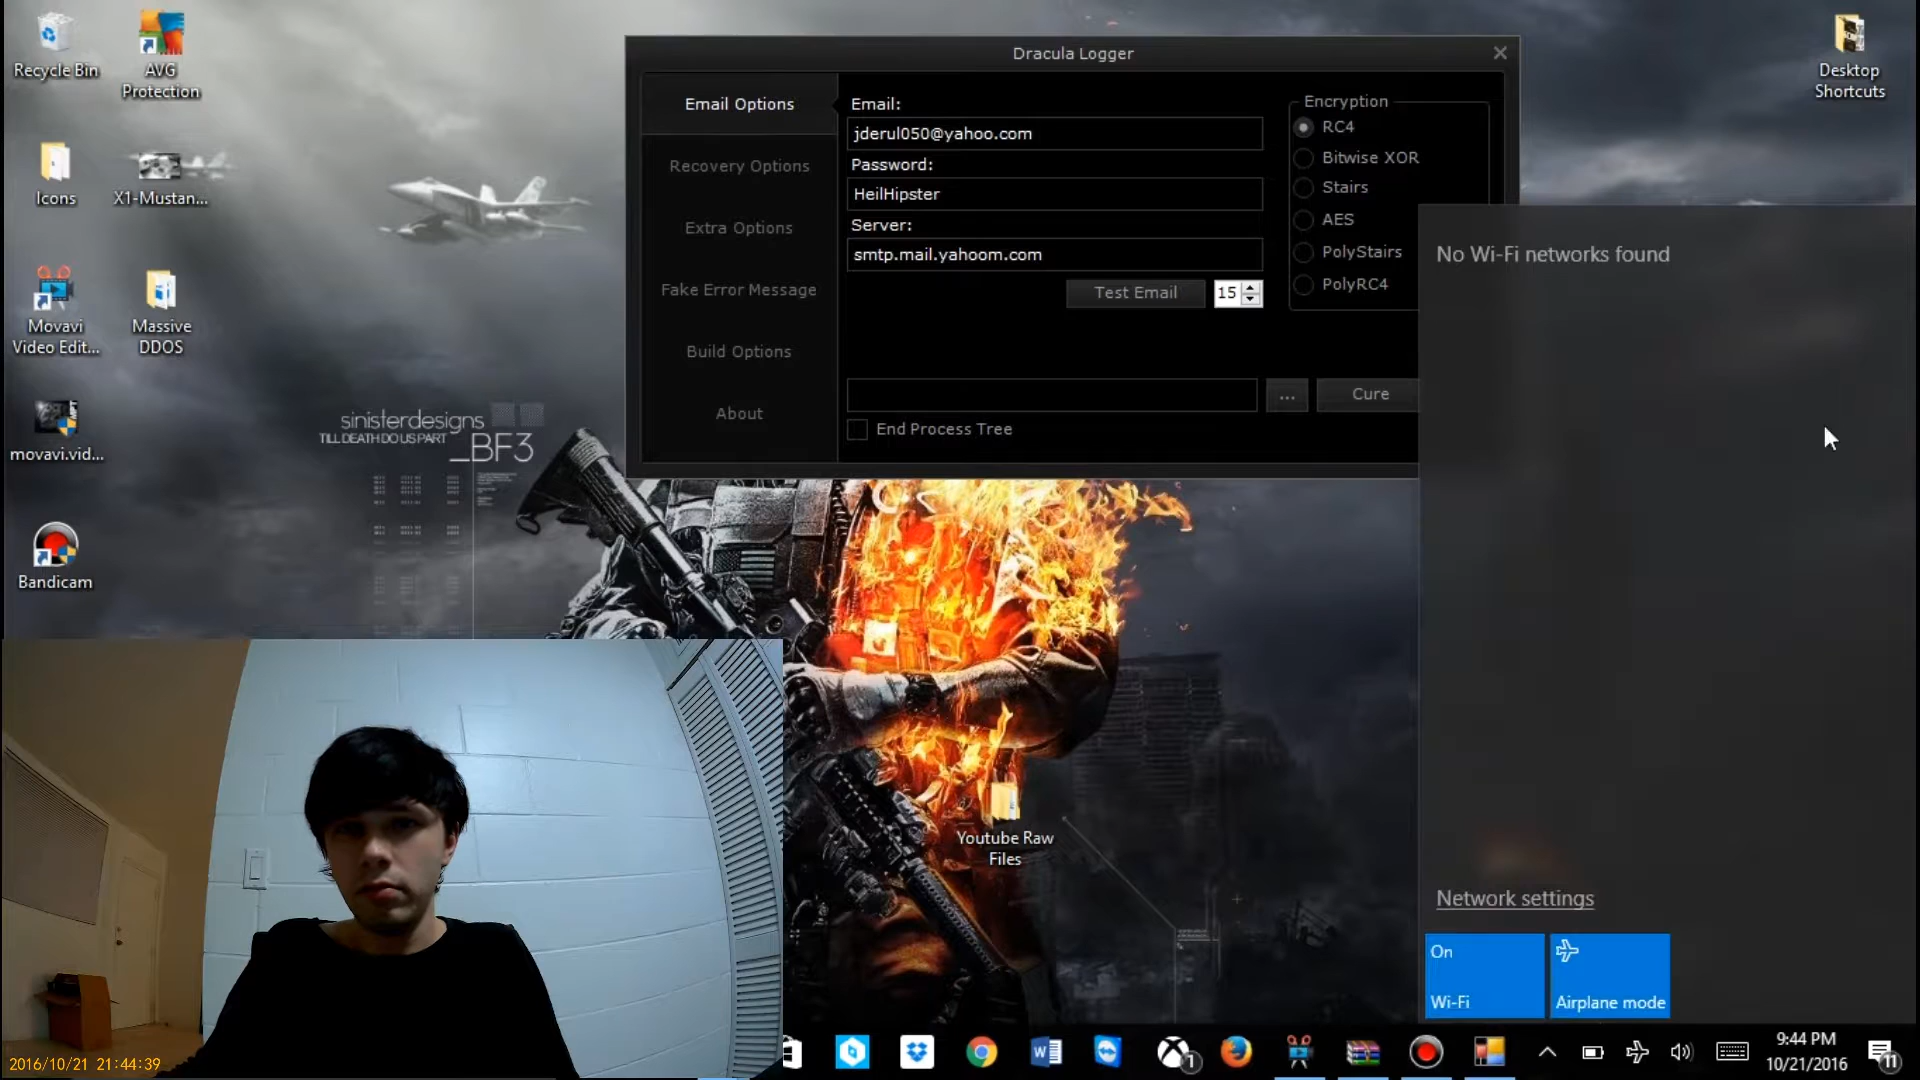 Recycle Bin
AVG
Protection
Icons
X1-Mustan...
Movavi
Video Edit...
Massive
DDOS
movavi.vid...
Bandicam
sinisterdesigns
TILL DEATH DO US PART
_BF3
Dracula Logger
Email Options
Recovery Options
Extra Options
Fake Error Message
Build Options
About
Email:
jderul050@yahoo.com
Password:
HeilHipster
Server:
smtp.mail.yahoom.com
Test Email
15
...
Cure
End Process Tree
Encryption
RC4
Bitwise XOR
Stairs
AES
PolyStairs
PolyRC4
Desktop
Shortcuts
No Wi-Fi networks found
Network settings
On
Wi-Fi
Airplane mode
Youtube Raw
Files
2016/10/21 21:44:39
1
9:44 PM
10/21/2016
11